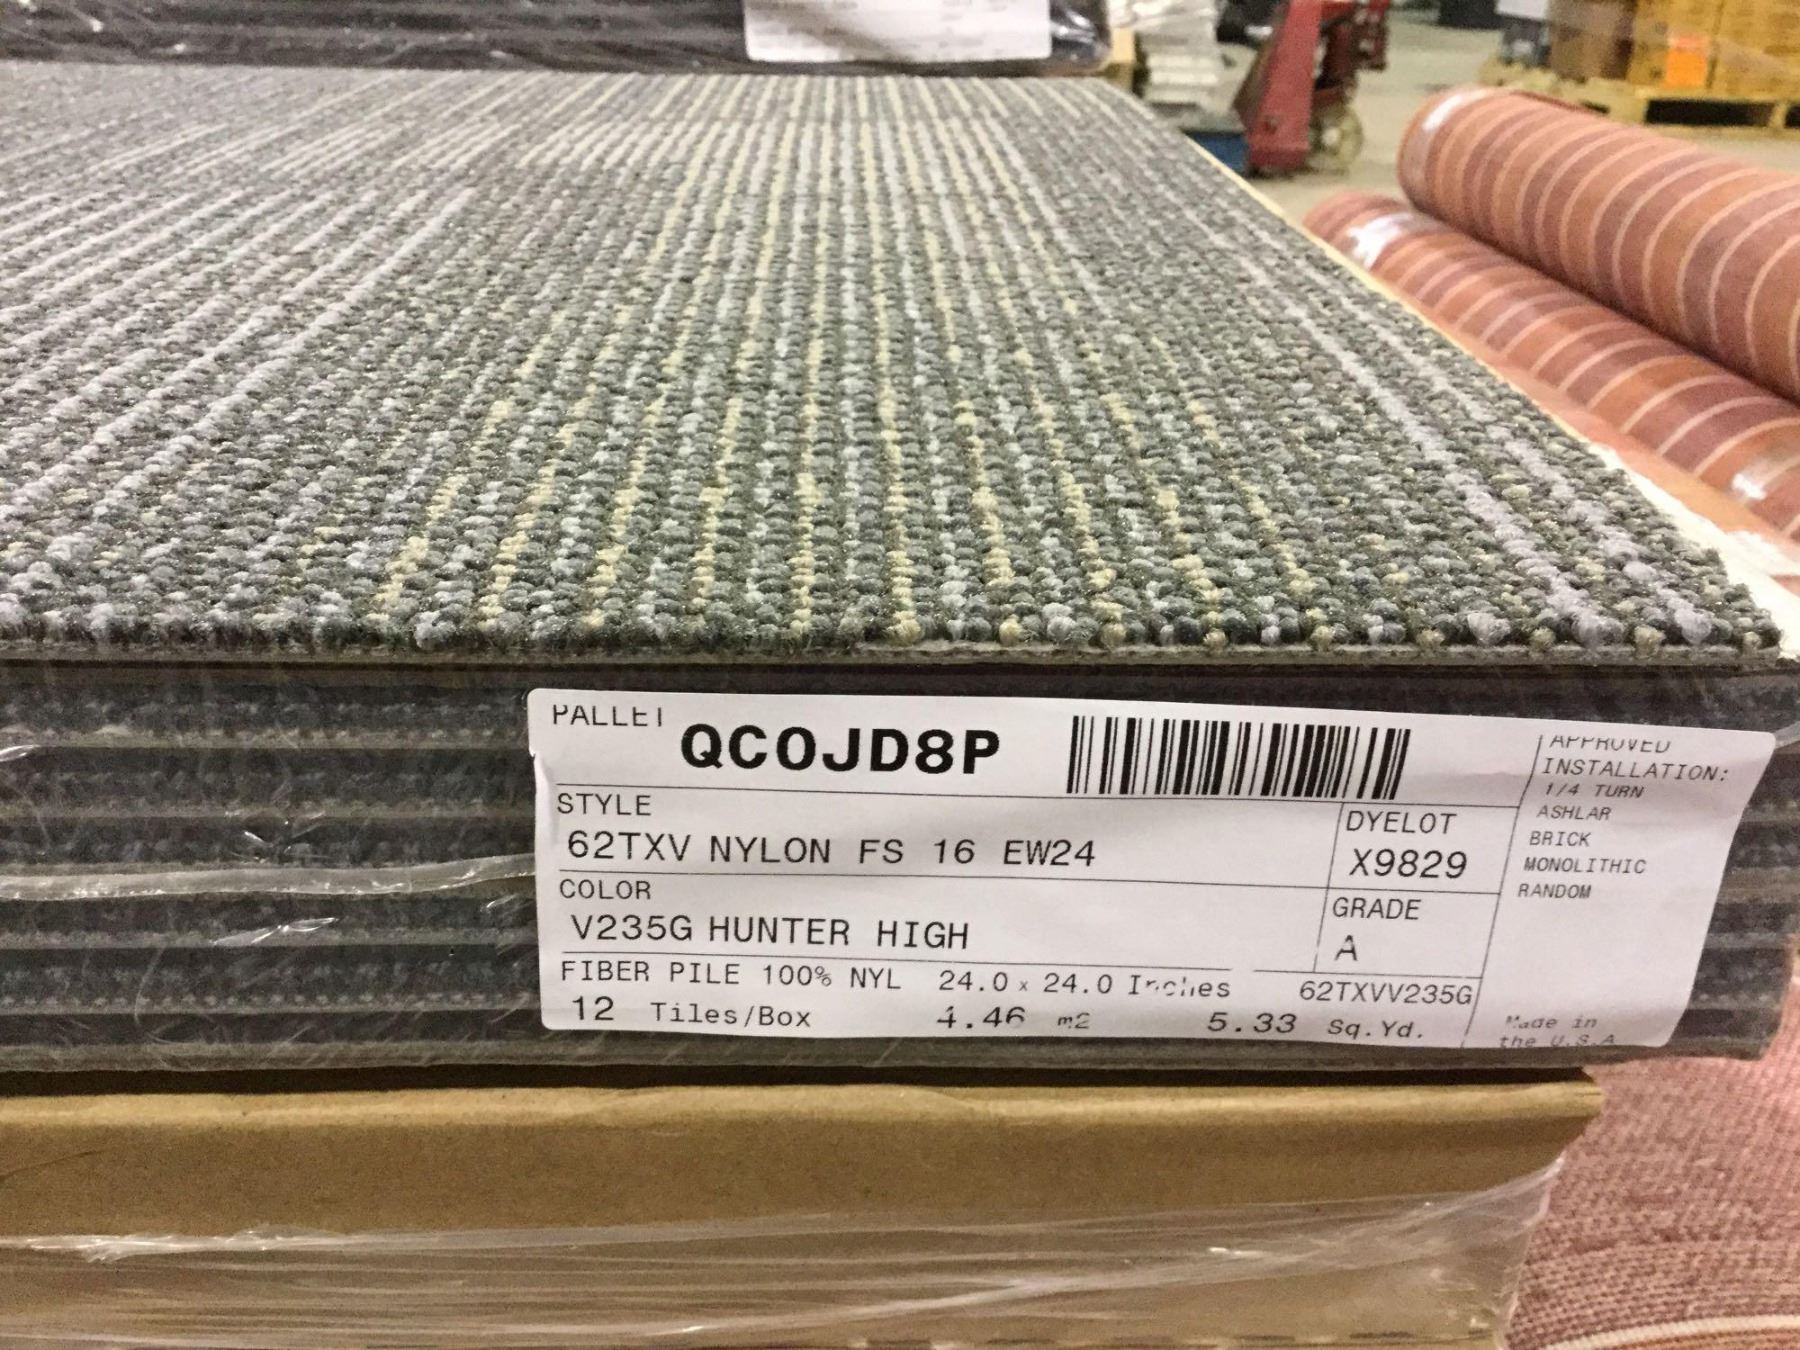 PALLET
QC0JD8P
STYLE
62TXV NYLON FS 16 EW24
DYELOT
X9829
COLOR
V235G HUNTER HIGH
GRADE
A
FIBER PILE 100% NYL 24.0 x 24.0 Inches
62TXVV235G
12 Tiles/Box 4.46 m2 5.33 Sq.Yd.
APPROVED
INSTALLATION:
1/4 TURN
ASHLAR
BRICK
MONOLITHIC
RANDOM
Made in
the U.S.A